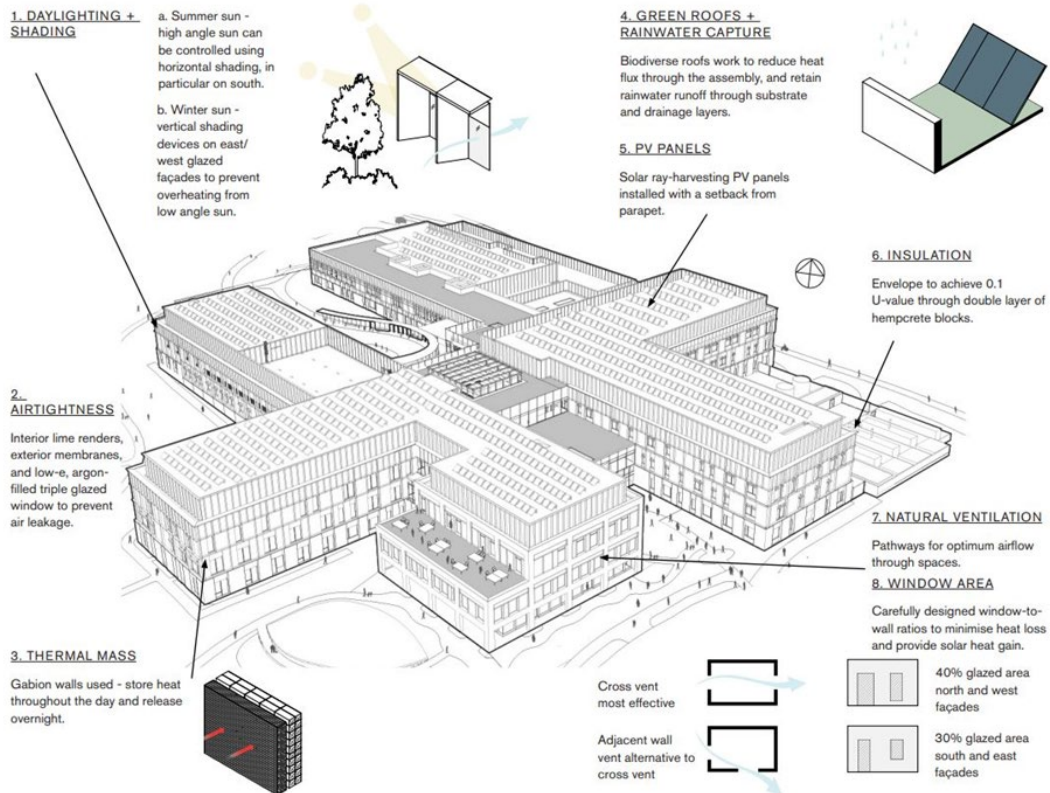 1. DAYLIGHTING +
SHADING
a. Summer sun -
high angle sun can
be controlled using
horizontal shading, in
particular on south.
b. Winter sun -
vertical shading
devices on east/
west glazed
façades to prevent
overheating from
low angle sun.
2.
AIRTIGHTNESS
Interior lime renders,
exterior membranes,
and low-e, argon-
filled triple glazed
window to prevent
air leakage.
3. THERMAL MASS
Gabion walls used - store heat
throughout the day and release
overnight.
4. GREEN ROOFS +
RAINWATER CAPTURE
Biodiverse roofs work to reduce heat
flux through the assembly, and retain
rainwater runoff through substrate
and drainage layers.
5. PV PANELS
Solar ray-harvesting PV panels
installed with a setback from
parapet.
6. INSULATION
Envelope to achieve 0.1
U-value through double layer of
hempcrete blocks.
7. NATURAL VENTILATION
Pathways for optimum airflow
through spaces.
8. WINDOW AREA
Carefully designed window-to-
wall ratios to minimise heat loss
and provide solar heat gain.
Cross vent
most effective
Adjacent wall
vent alternative to
cross vent
40% glazed area
north and west
façades
30% glazed area
south and east
façades